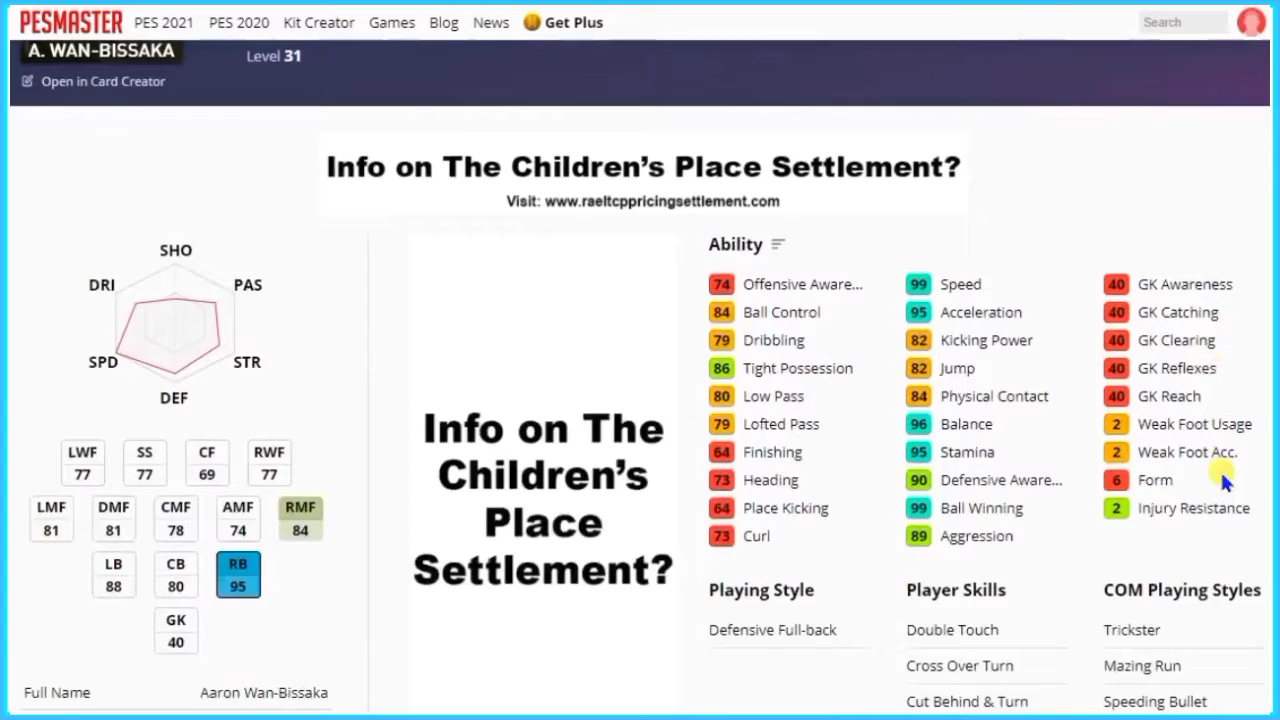 PESMASTER PES 2021 PES 2020 Kit Creator Games Blog News Get Plus Search
A. WAN-BISSAKA
Level 31
Open in Card Creator
Info on The Children's Place Settlement?
Visit: www.raeltcppricingsettlement.com
SHO
DRI
PAS
SPD
STR
DEF
LWF 77
SS 77
CF 69
RWF 77
LMF 81
DMF 81
CMF 78
AMF 74
RMF 84
LB 88
CB 80
RB 95
GK 40
Full Name Aaron Wan-Bissaka
Info on The
Children's
Place
Settlement?
Ability
74 Offensive Aware...
84 Ball Control
79 Dribbling
86 Tight Possession
80 Low Pass
79 Lofted Pass
64 Finishing
73 Heading
64 Place Kicking
73 Curl
99 Speed
95 Acceleration
82 Kicking Power
82 Jump
84 Physical Contact
96 Balance
95 Stamina
90 Defensive Aware...
99 Ball Winning
89 Aggression
40 GK Awareness
40 GK Catching
40 GK Clearing
40 GK Reflexes
40 GK Reach
2 Weak Foot Usage
2 Weak Foot Acc.
6 Form
2 Injury Resistance
Playing Style
Defensive Full-back
Player Skills
Double Touch
Cross Over Turn
Cut Behind & Turn
COM Playing Styles
Trickster
Mazing Run
Speeding Bullet